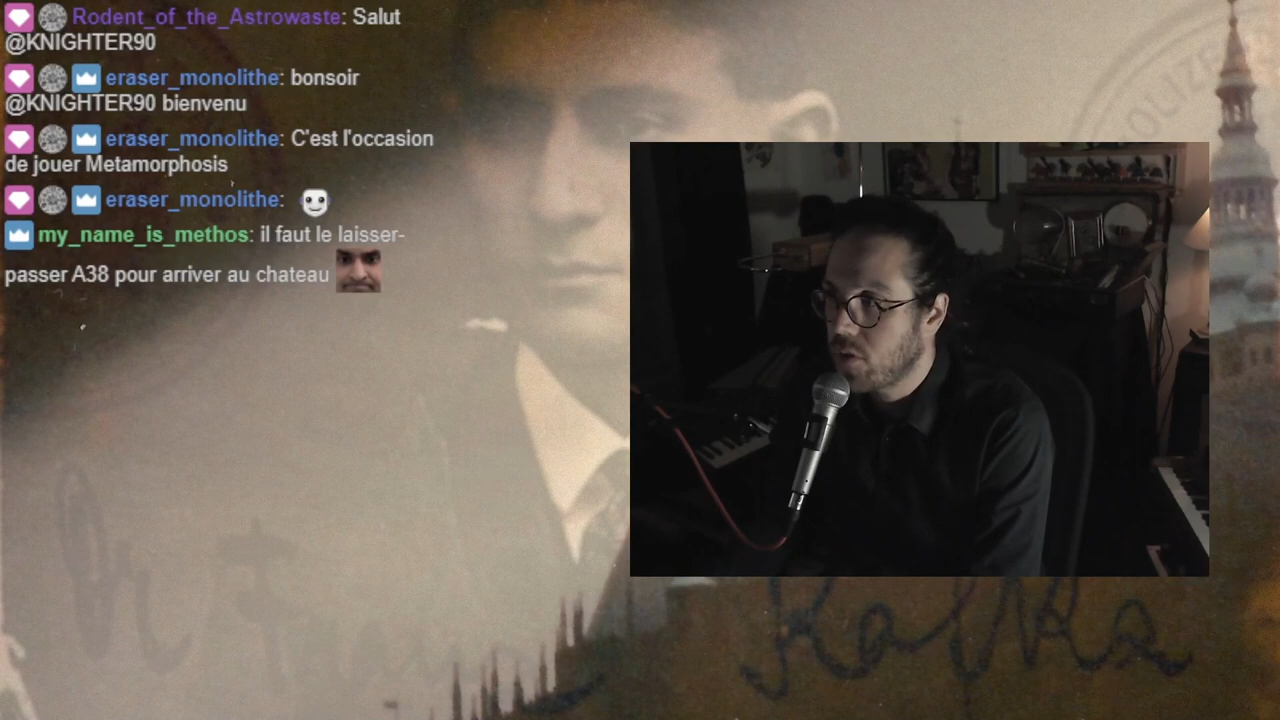 Rodent_of_the_Astrowaste: Salut
@KNIGHTER90
eraser_monolithe: bonsoir
@KNIGHTER90 bienvenu
eraser_monolithe: C'est l'occasion
de jouer Metamorphosis
eraser_monolithe:
my_name_is_methos: il faut le laisser-
passer A38 pour arriver au chateau
Kafka